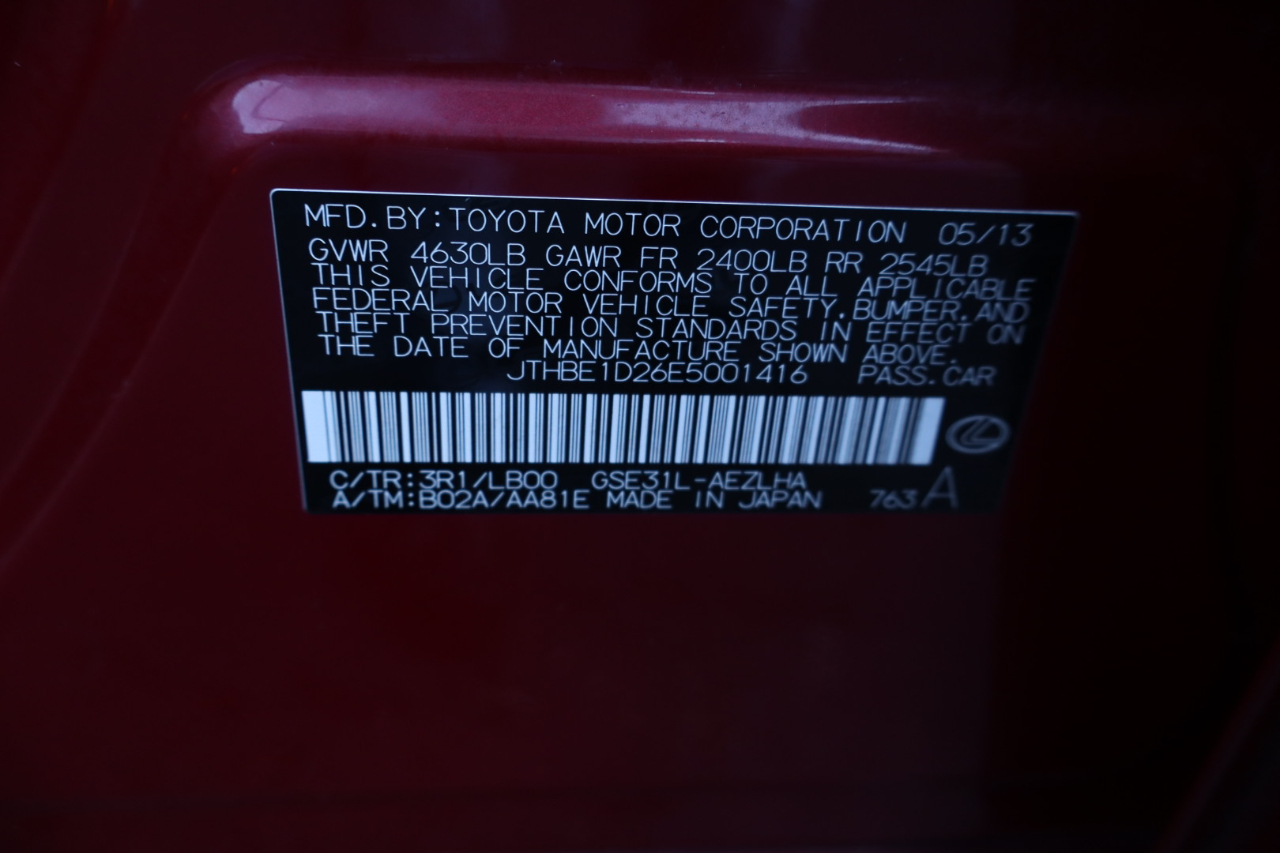 MFD.BY:TOYOTA MOTOR CORPORATION 05/13
GVWR 4630LB GAWR FR 2400LB RR 2545LB
THIS VEHICLE CONFORMS TO ALL APPLICABLE
FEDERAL MOTOR VEHICLE SAFETY,BUMPER,AND
THEFT PREVENTION STANDARDS IN EFFECT ON
THE DATE OF MANUFACTURE SHOWN ABOVE.
JTHBE1D26E5001416 PASS.CAR
C/TR:3R1/LB00 GSE31L-AEZLHA
A/TM:B02A/AA81E MADE IN JAPAN 763 A